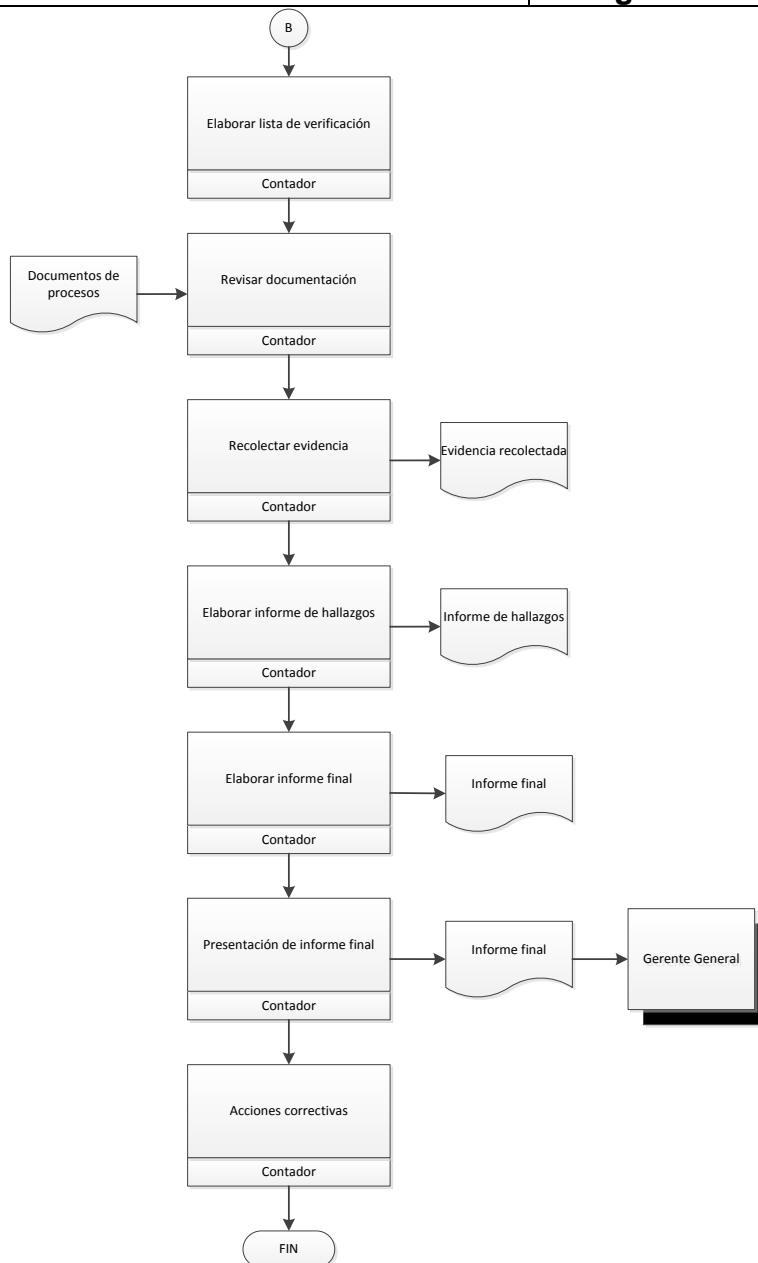 B
Elaborar lista de verificación
Contador
Documentos de
procesos
Revisar documentación
Contador
Recolectar evidencia
Evidencia recolectada
Contador
Elaborar informe de hallazgos
Informe de hallazgos
Contador
Elaborar informe final
Informe final
Contador
Presentación de informe final
Informe final
Gerente General
Contador
Acciones correctivas
Contador
FIN